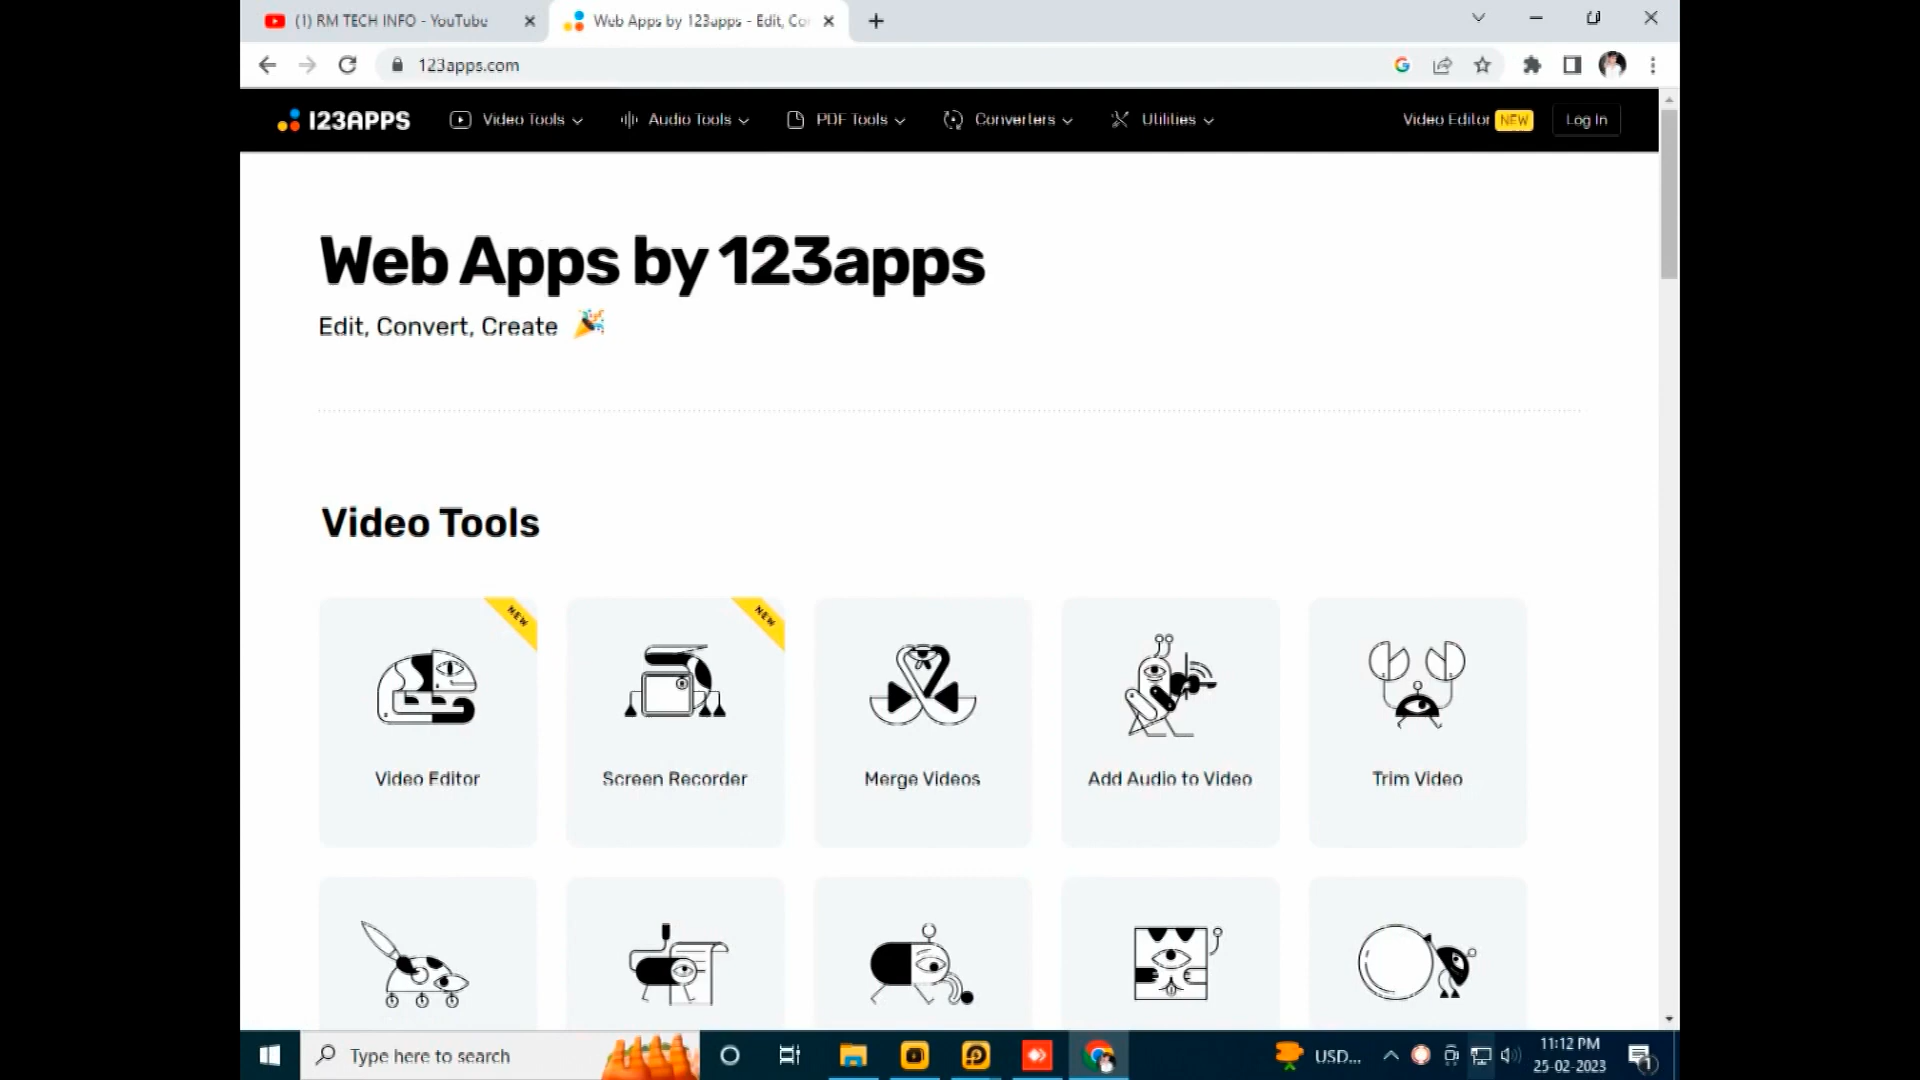 (1) RM TECH INFO - YouTube
Web Apps by 123apps - Edit, Co
123apps.com
123APPS
Video Tools
Audio Tools
PDF Tools
Converters
Utilities
Video Editor NEW
Log In
Web Apps by 123apps
Edit, Convert, Create
Video Tools
NEW
NEW
Video Editor
Screen Recorder
Merge Videos
Add Audio to Video
Trim Video
Type here to search
USD...
11:12 PM
25-02-2023
1